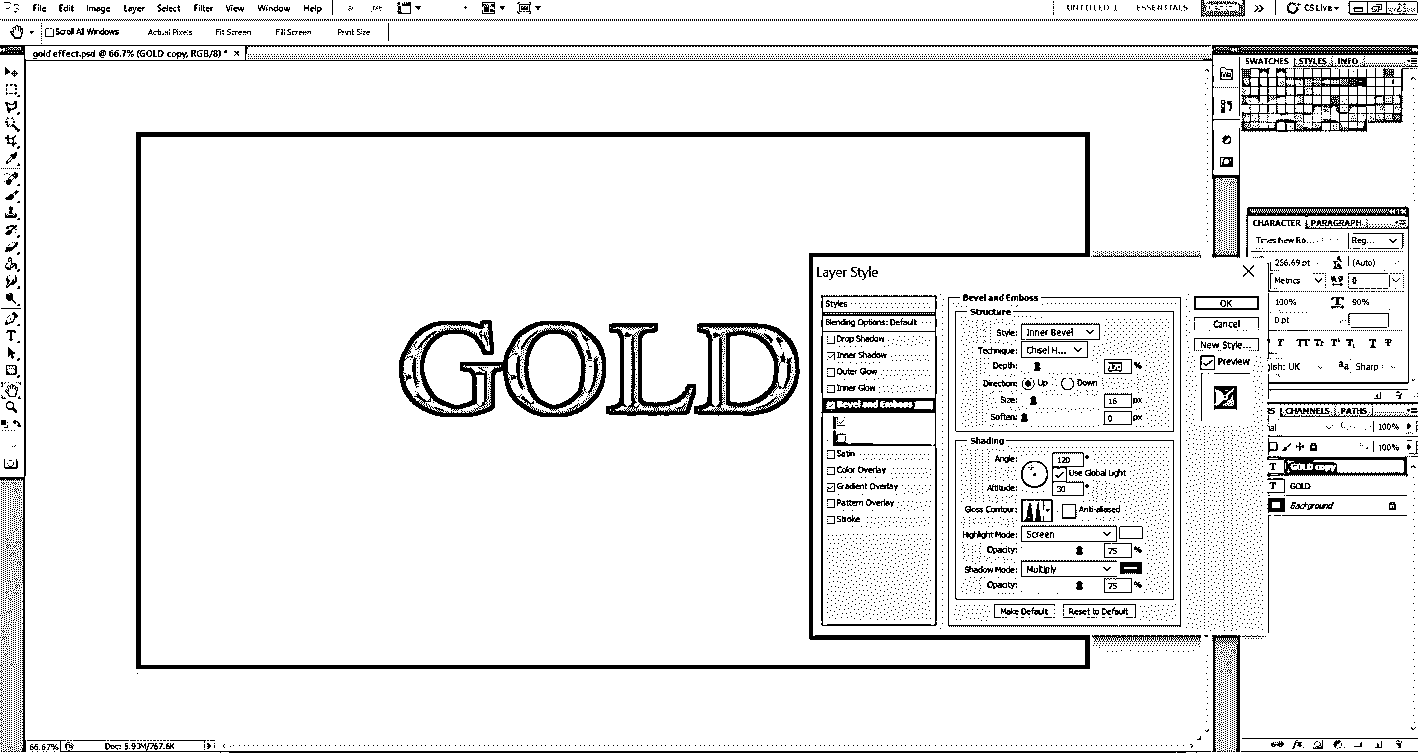 File Edit Image Layer Select Filter View Window Help
ESSENTIALS
CS Live
Scroll All Windows Actual Pixels Fit Screen Fill Screen Print Size
gold effect.psd @ 66.7% (GOLD copy, RGB/8) * ×
GOLD
SWATCHES STYLES INFO
CHARACTER PARAGRAPH
Times New Ro... Reg...
256.69 pt (Auto)
Metrics 0
100% 90%
0 pt
T T TT Tr T' T, T Ŧ
glish: UK aa Sharp
CHANNELS PATHS
100%
100%
GOLD copy
GOLD
Background
Layer Style
Styles
Blending Options: Default
Drop Shadow
Inner Shadow
Outer Glow
Inner Glow
Bevel and Emboss
Satin
Color Overlay
Gradient Overlay
Pattern Overlay
Stroke
Bevel and Emboss
Structure
Style: Inner Bevel
Technique: Chisel H...
Depth: %
Direction: Up Down
Size: 16 px
Soften: 0 px
Shading
Angle: 120 °
Use Global Light
Altitude: 30 °
Gloss Contour: Anti-aliased
Highlight Mode: Screen
Opacity: 75 %
Shadow Mode: Multiply
Opacity: 75 %
Make Default Reset to Default
OK
Cancel
New Style...
Preview
66.67% Doc: 5.93M/767.6K